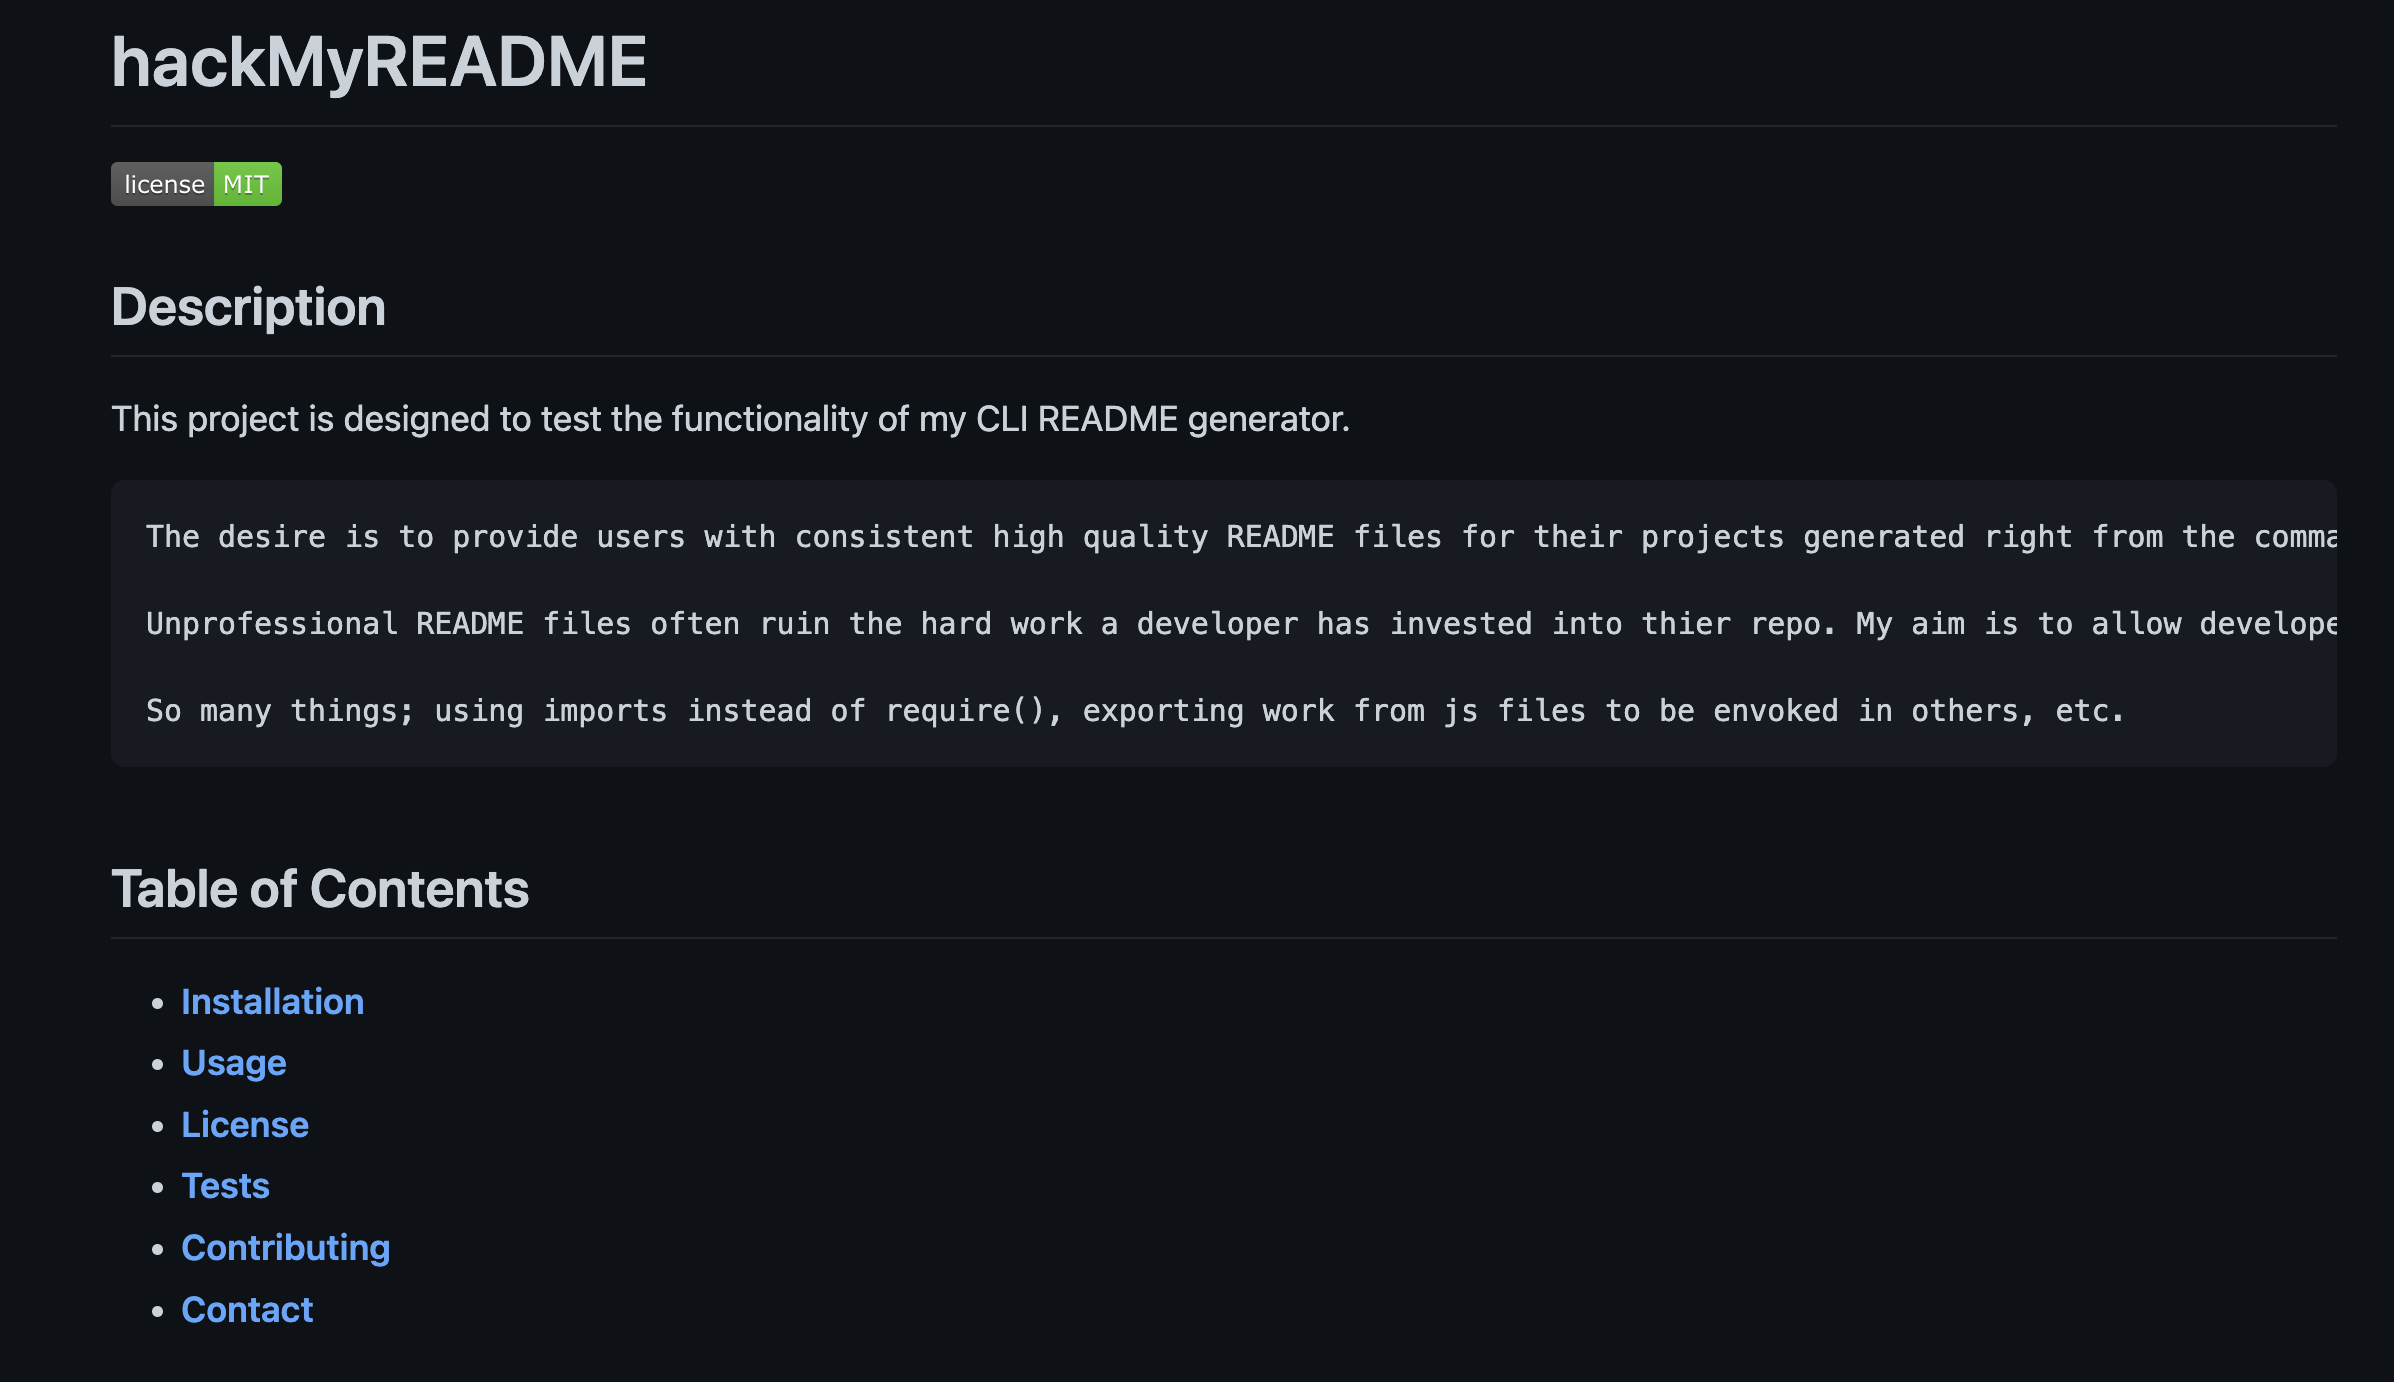 hackMyREADME
license MIT
Description
This project is designed to test the functionality of my CLI README generator.
The desire is to provide users with consistent high quality README files for their projects generated right from the comma
Unprofessional README files often ruin the hard work a developer has invested into thier repo. My aim is to allow develope
So many things; using imports instead of require(), exporting work from js files to be envoked in others, etc.
Table of Contents
Installation
Usage
License
Tests
Contributing
Contact